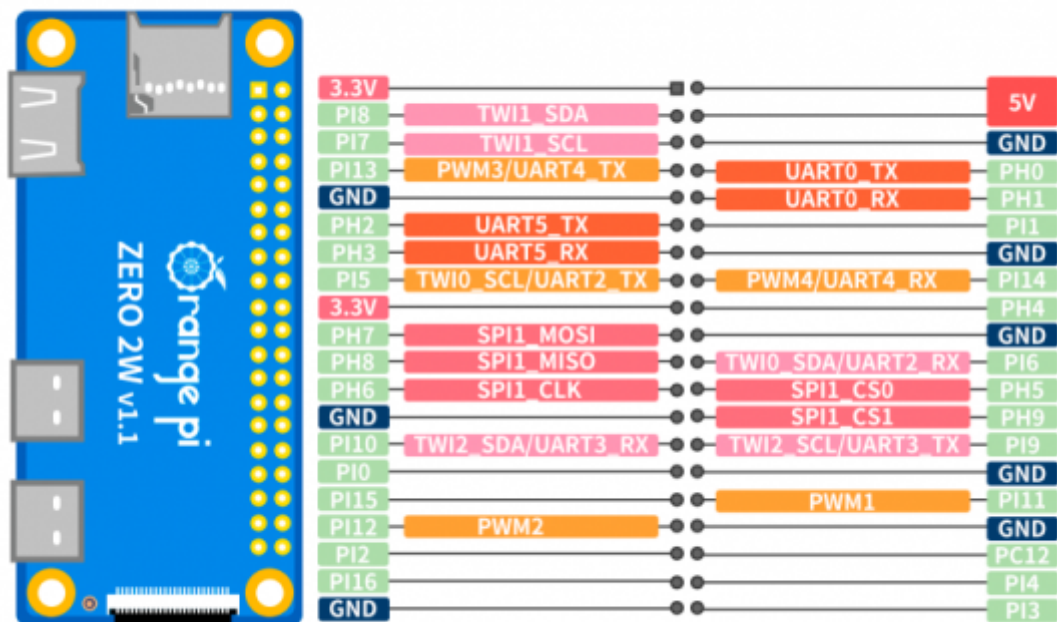 3.3V 5V
PI8 TWI1_SDA
PI7 TWI1_SCL GND
PI13 PWM3/UART4_TX UART0_TX PH0
GND UART0_RX PH1
PH2 UART5_TX PI1
PH3 UART5_RX GND
PI5 TWI0_SCL/UART2_TX PWM4/UART4_RX PI14
3.3V PH4
PH7 SPI1_MOSI GND
PH8 SPI1_MISO TWI0_SDA/UART2_RX PI6
PH6 SPI1_CLK SPI1_CS0 PH5
GND SPI1_CS1 PH9
PI10 TWI2_SDA/UART3_RX TWI2_SCL/UART3_TX PI9
PI0 GND
PI15 PWM1 PI11
PI12 PWM2 GND
PI2 PC12
PI16 PI4
GND PI3
range pi
ZERO 2W v1.1